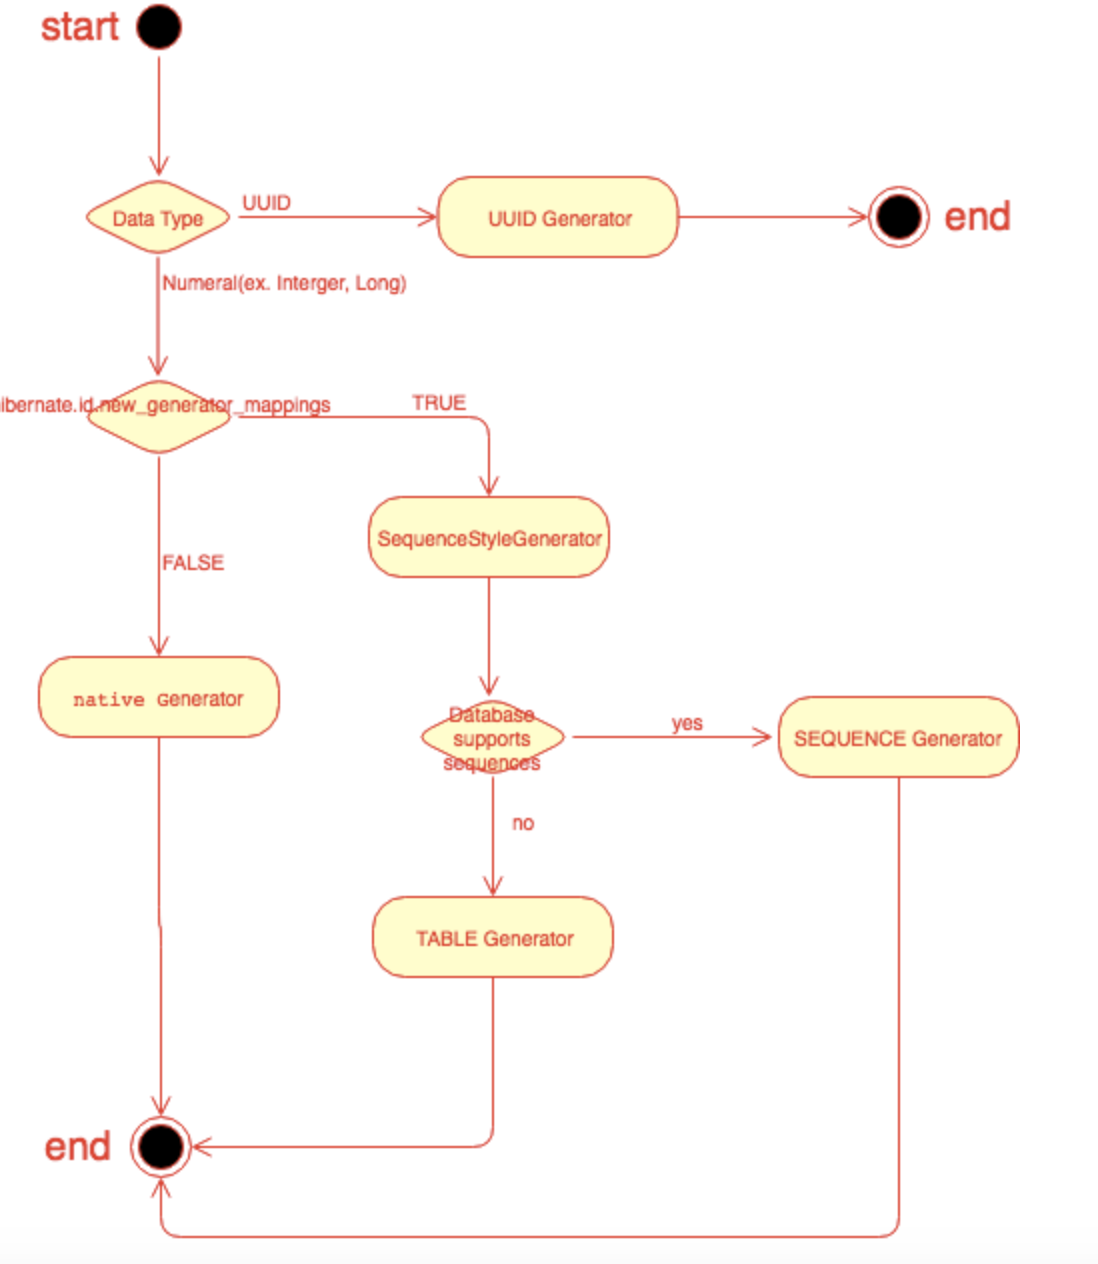 start
UUID
Data Type
UUID Generator
end
Numeral(ex. Interger, Long)
ibernate.id.new_generator_mappings
TRUE
SequenceStyleGenerator
FALSE
native Generator
Database
supports
sequences
yes
SEQUENCE Generator
no
TABLE Generator
end